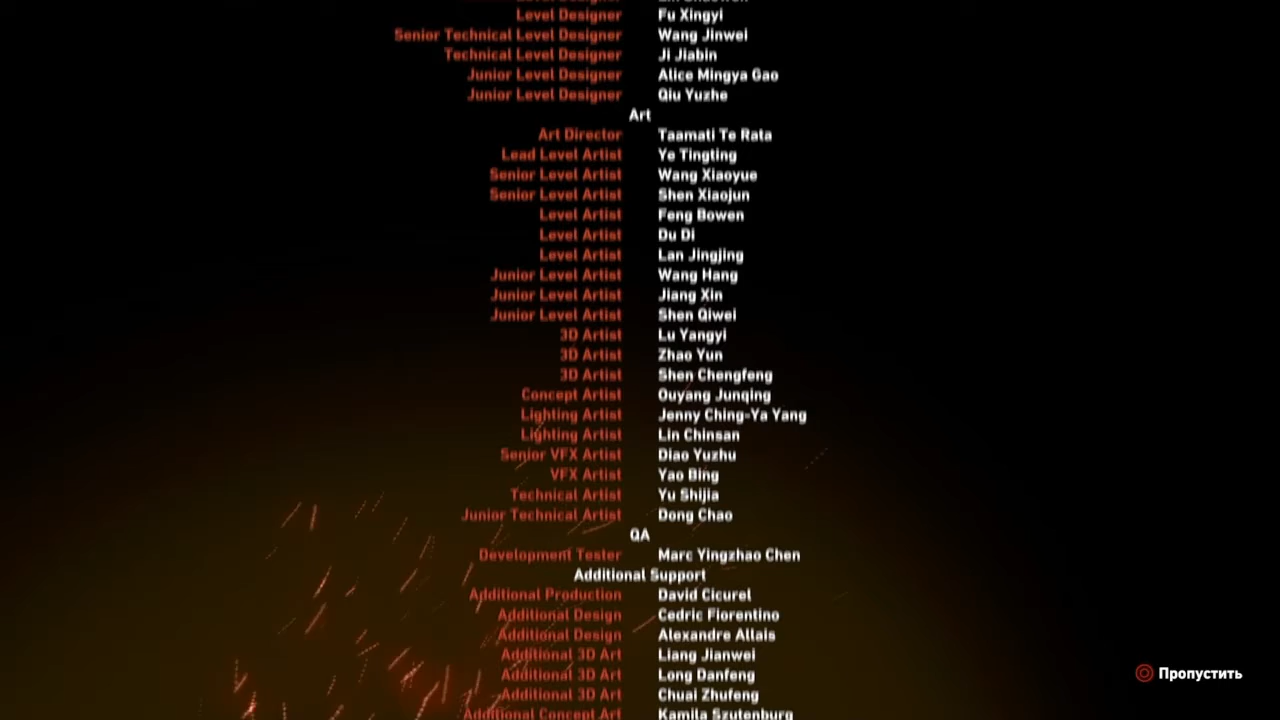 Level Designer Fu Xingyi
Senior Technical Level Designer Wang Jinwei
Technical Level Designer Ji Jiabin
Junior Level Designer Alice Mingya Gao
Junior Level Designer Qiu Yuzhe
Art
Art Director Taamati Te Rata
Lead Level Artist Ye Tingting
Senior Level Artist Wang Xiaoyue
Senior Level Artist Shen Xiaojun
Level Artist Feng Bowen
Level Artist Du Di
Level Artist Lan Jingjing
Junior Level Artist Wang Hang
Junior Level Artist Jiang Xin
Junior Level Artist Shen Qiwei
3D Artist Lu Yangyi
3D Artist Zhao Yun
3D Artist Shen Chengfeng
Concept Artist Ouyang Junqing
Lighting Artist Jenny Ching-Ya Yang
Lighting Artist Lin Chinsan
Senior VFX Artist Diao Yuzhu
VFX Artist Yao Bing
Technical Artist Yu Shijia
Junior Technical Artist Dong Chao
QA
Development Tester Marc Yingzhao Chen
Additional Support
Additional Production David Cicurel
Additional Design Cedric Fiorentino
Additional Design Alexandre Allais
Additional 3D Art Liang Jianwei
Additional 3D Art Long Danfeng
Additional 3D Art Chuai Zhufeng
Additional Concept Art Kamila Szutenburg
Пропустить